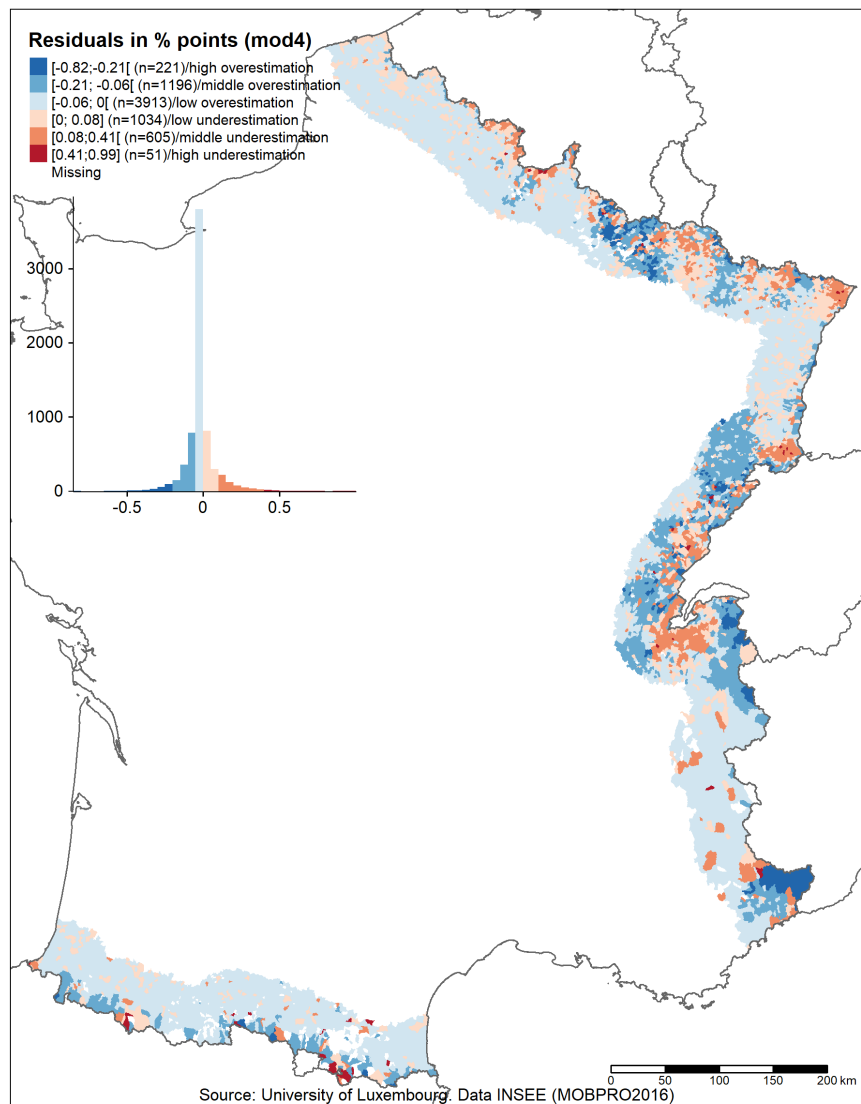 Residuals in % points (mod4)
[-0.82;-0.21[ (n=221)/high overestimation
[-0.21; -0.06[ (n=1196)/middle overestimation
[-0.06; 0[ (n=3913)/low overestimation
[0; 0.08] (n=1034)/low underestimation
[0.08;0.41[ (n=605)/middle underestimation
[0.41;0.99] (n=51)/high underestimation
Missing
3000
2000
1000
0
-0.5 0 0.5
0 50 100 150 200 km
Source: University of Luxembourg. Data INSEE (MOBPRO2016)